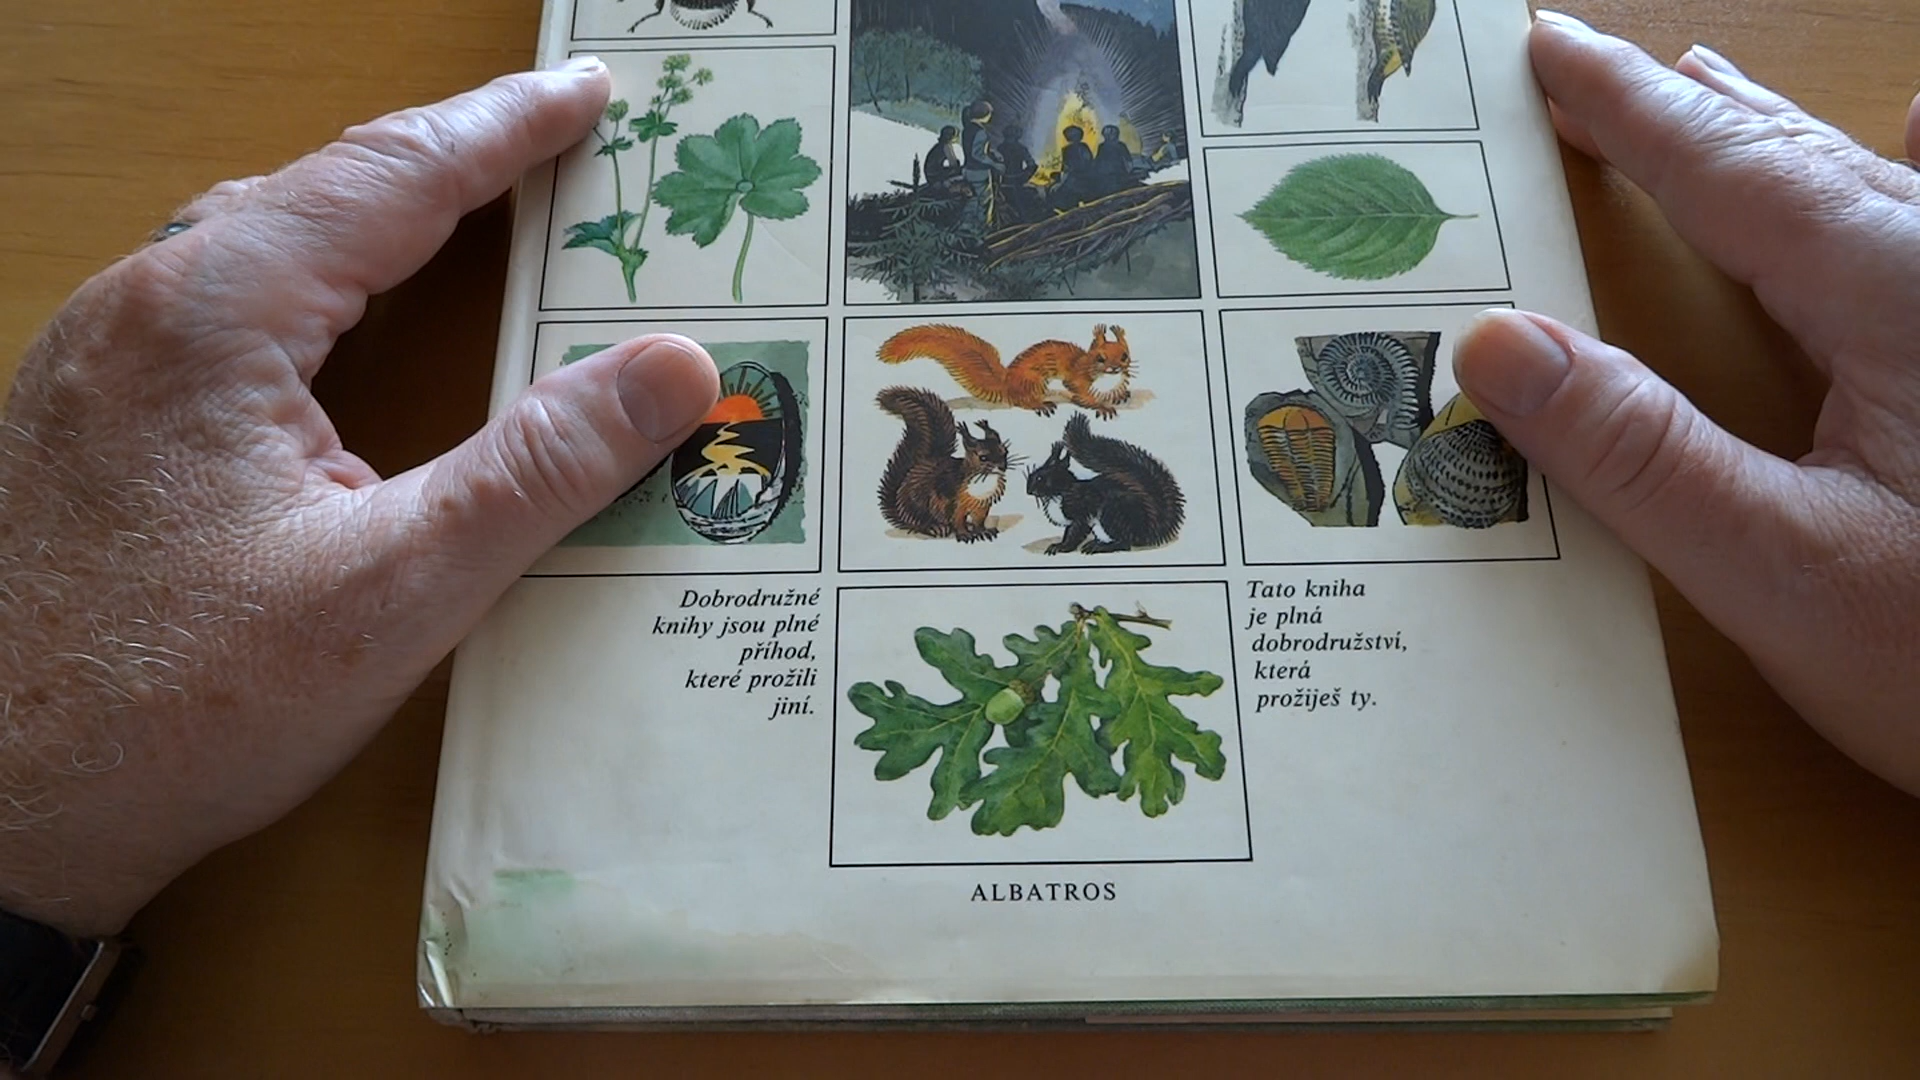 Dobrodružné
knihy jsou plné
příhod,
které prožili
jiní.
Tato kniha
je plná
dobrodružství,
která
prožiješ ty.
ALBATROS